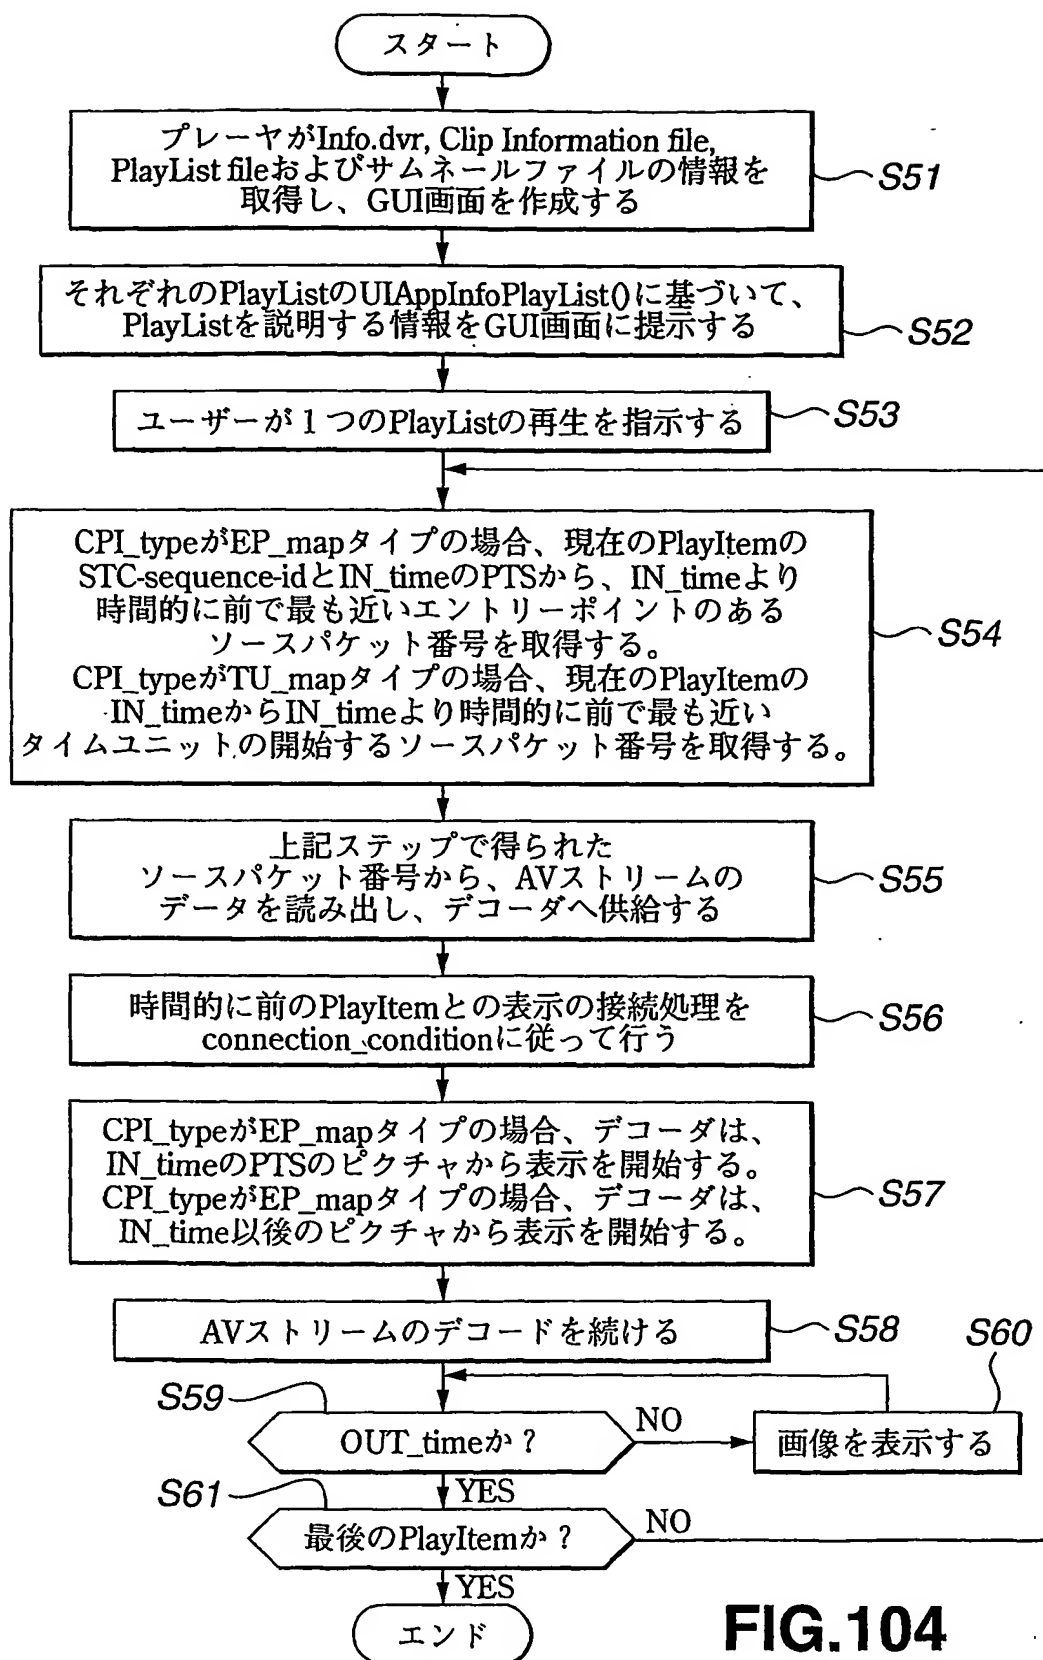 スタート
プレーヤがInfo.dvr, Clip Information file,
PlayList fileおよびサムネールファイルの情報を
取得し、GUI画面を作成する
S51
それぞれのPlayListのUIAppInfoPlayList()に基づいて、
PlayListを説明する情報をGUI画面に提示する
S52
ユーザーが1つのPlayListの再生を指示する
S53
CPI_typeがEP_mapタイプの場合、現在のPlayItemの
STC-sequence-idとIN_timeのPTSから、IN_timeより
時間的に前で最も近いエントリーポイントのある
ソースパケット番号を取得する。
CPI_typeがTU_mapタイプの場合、現在のPlayItemの
IN_timeからIN_timeより時間的に前で最も近い
タイムユニットの開始するソースパケット番号を取得する。
S54
上記ステップで得られた
ソースパケット番号から、AVストリームの
データを読み出し、デコーダへ供給する
S55
時間的に前のPlayItemとの表示の接続処理を
connection_conditionに従って行う
S56
CPI_typeがEP_mapタイプの場合、デコーダは、
IN_timeのPTSのピクチャから表示を開始する。
CPI_typeがEP_mapタイプの場合、デコーダは、
IN_time以後のピクチャから表示を開始する。
S57
AVストリームのデコードを続ける
S58
S60
S59
OUT_timeか?
NO
画像を表示する
YES
S61
最後のPlayItemか?
NO
YES
エンド
FIG.104